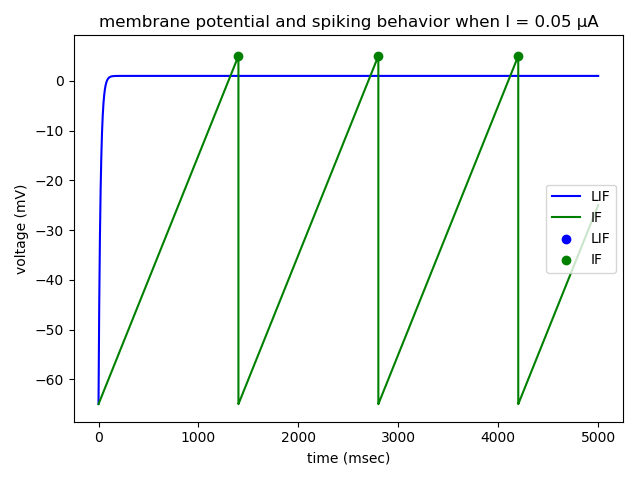 membrane potential and spiking behavior when I = 0.05 μA
voltage (mV)
0
−10
−20
−30
−40
−50
−60
LIF
IF
LIF
IF
0 1000 2000 3000 4000 5000
time (msec)